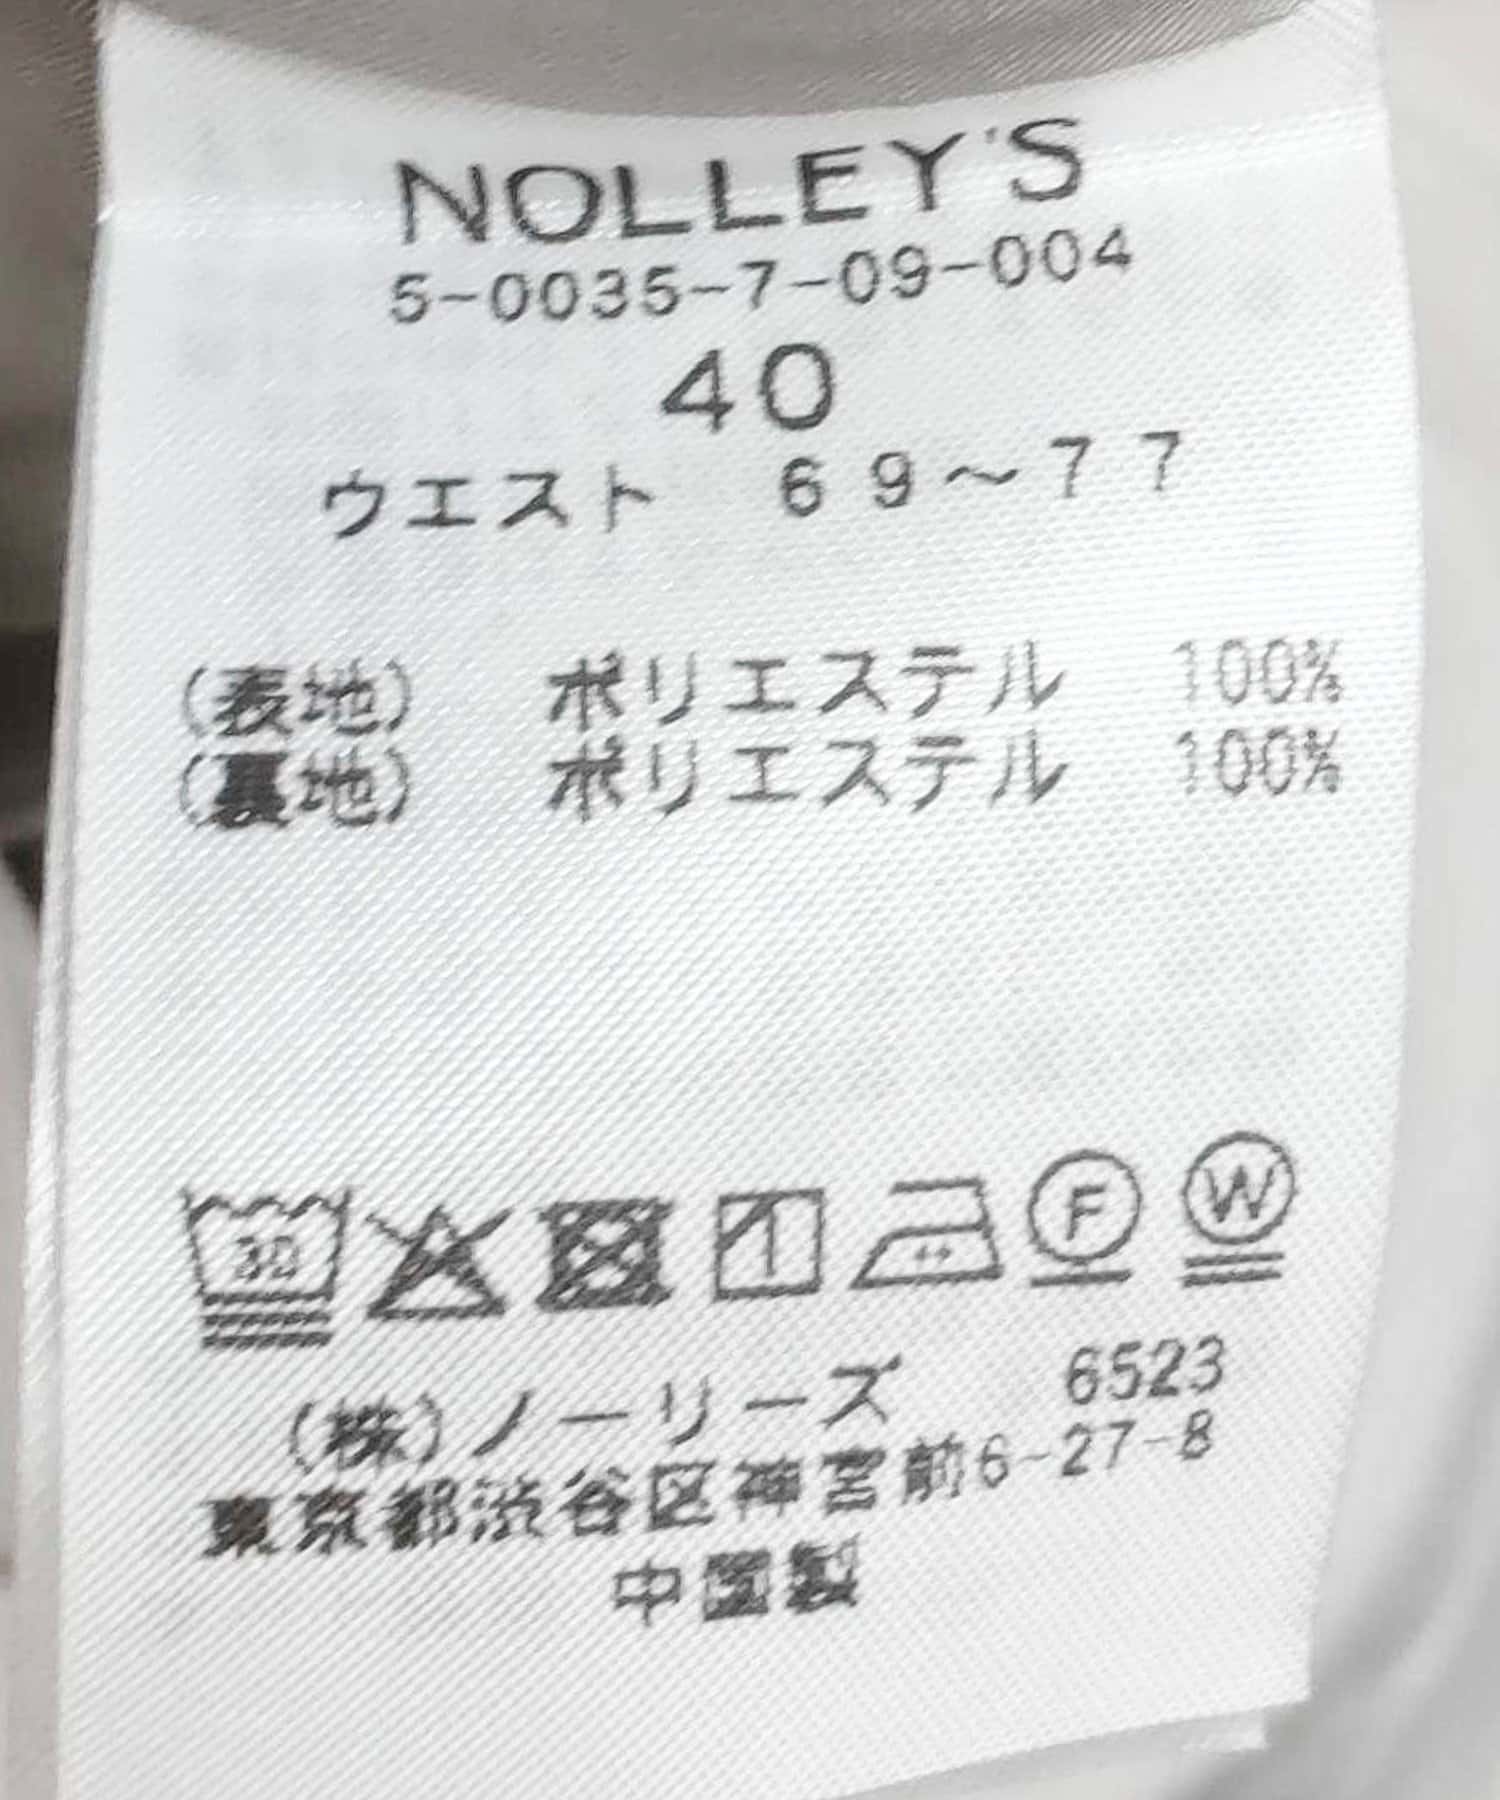 NOLLEY'S
5-0035-7-09-004
40
ウエスト 69〜77
(表地) ポリエステル 100%
(裏地) ポリエステル 100%
30 F W
(株)ノーリーズ 6523
東京都渋谷区神宮前6-27-8
中国製